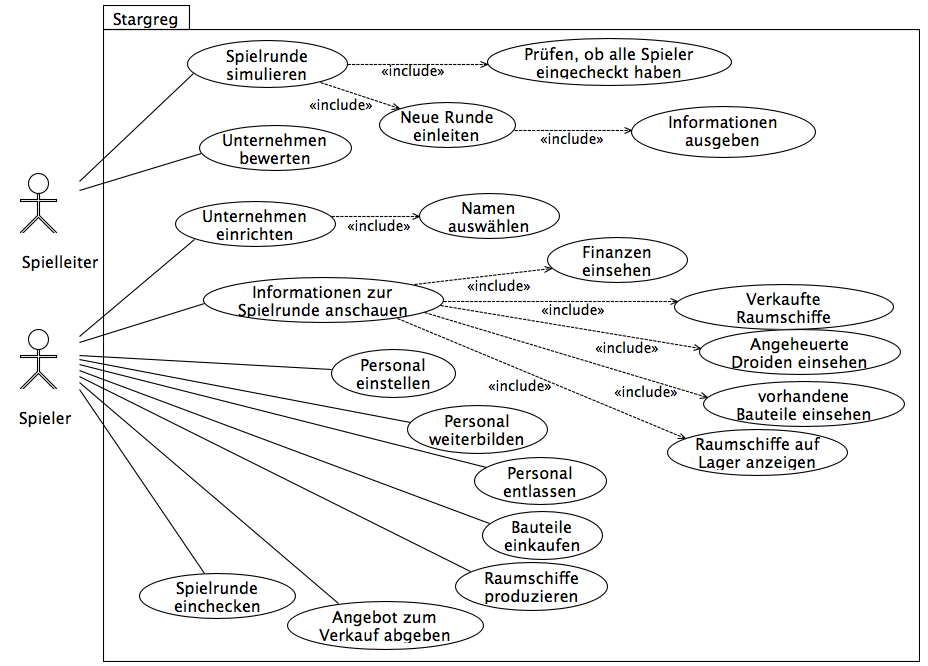 Stargreg
Spielrunde
simulieren
«include»
Prüfen, ob alle Spieler
eingecheckt haben
«include»
Neue Runde
einleiten
«include»
Informationen
ausgeben
Unternehmen
bewerten
Spielleiter
Unternehmen
einrichten
«include»
Namen
auswählen
Finanzen
einsehen
«include»
Informationen zur
Spielrunde anschauen
«include»
Verkaufte
Raumschiffe
«include»
Angeheuerte
Droiden einsehen
«include»
vorhandene
Bauteile einsehen
«include»
Raumschiffe auf
Lager anzeigen
Spieler
Personal
einstellen
Personal
weiterbilden
Personal
entlassen
Bauteile
einkaufen
Raumschiffe
produzieren
Spielrunde
einchecken
Angebot zum
Verkauf abgeben